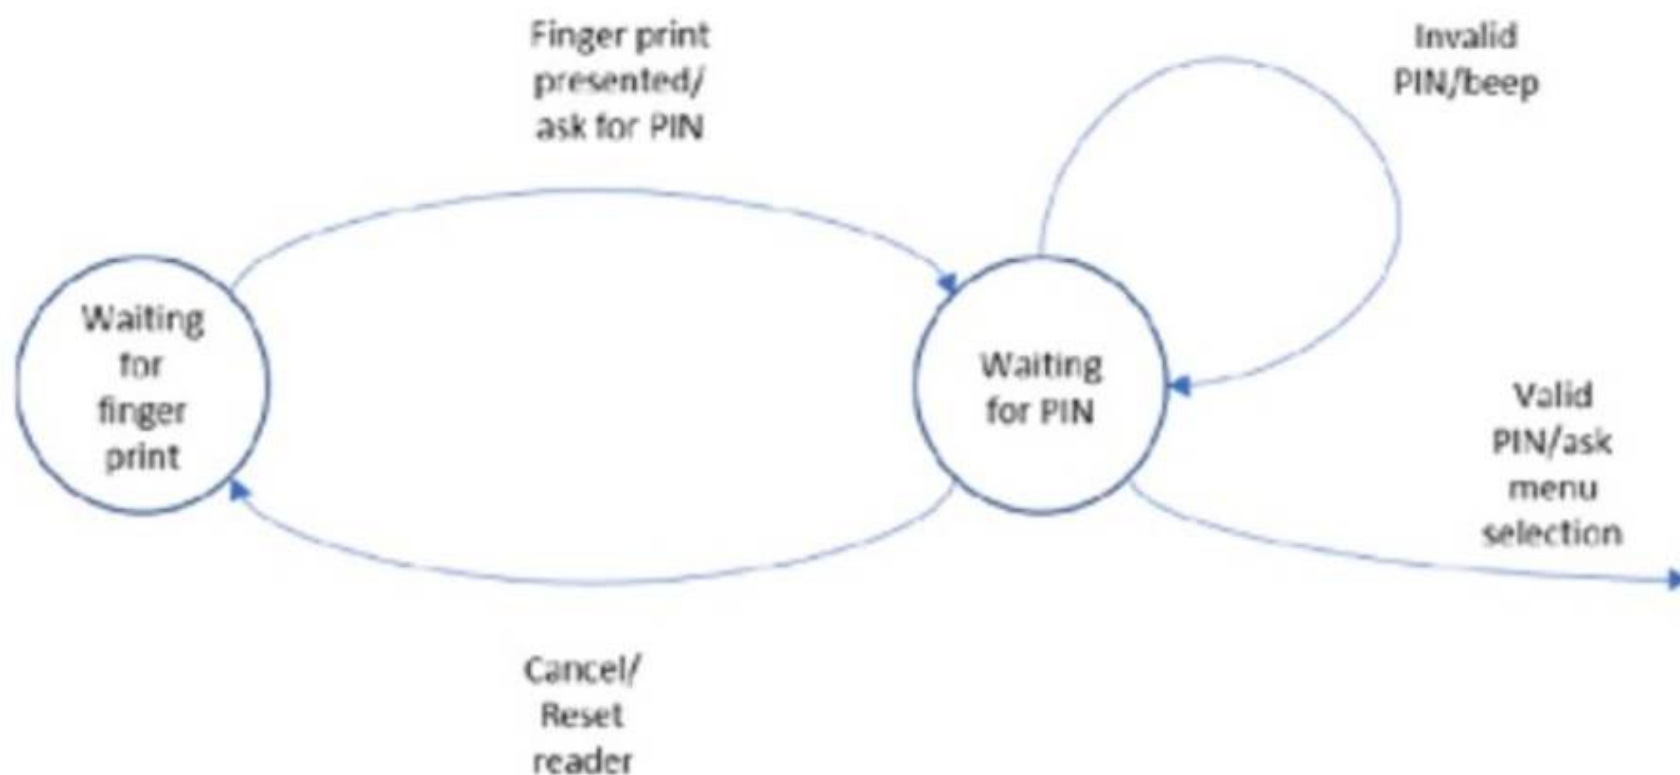 Finger print
presented/
ask for PIN
Invalid
PIN/beep
Waiting
for
finger
print
Waiting
for PIN
Valid
PIN/ask
menu
selection
Cancel/
Reset
reader